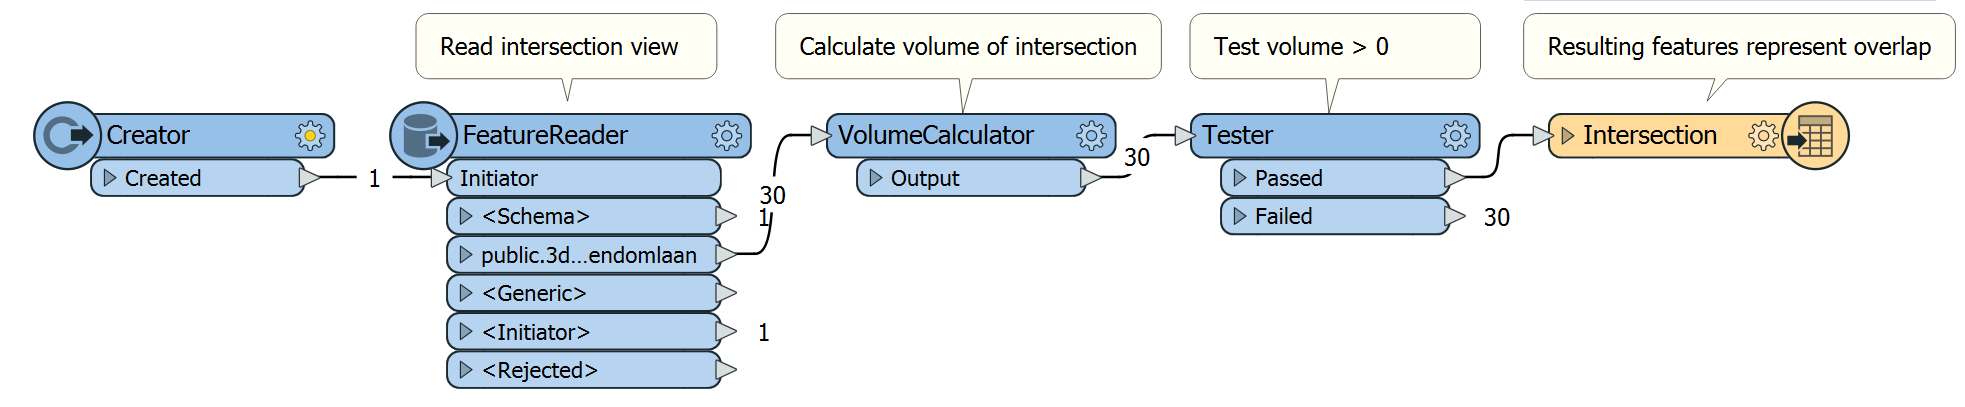 Read intersection view
Calculate volume of intersection
Test volume > 0
Resulting features represent overlap
Creator
Created
1
FeatureReader
Initiator
<Schema>
1
public.3d...endomlaan
30
<Generic>
<Initiator>
1
<Rejected>
VolumeCalculator
Output
30
Tester
Passed
Failed
30
Intersection